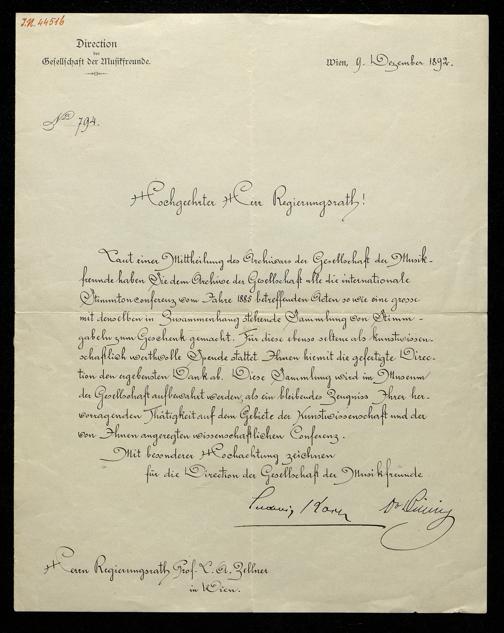 I.N. 44516
Direction
der
Gesellschaft der Musikfreunde.
Wien, 9. Dezember 1892.
No 794.
Hochgeehrter Herr Regierungsrath!
Laut einer Mittheilung des Archivars der Gesellschaft der Musik-
freunde haben Sie dem Archive der Gesellschaft alle die internationale
Stimmtonconferenz vom Jahre 1885 betreffenden Acten so wie eine grosse
mit denselben in Zusammenhang stehende Sammlung von Stimm-
gabeln zum Geschenk gemacht. Für diese ebenso seltene als kunstwissen-
schaftlich werthvolle Spende stattet Ihnen hiemit die gefertigte Direc-
tion den ergebensten Dank ab. Diese Sammlung wird im Museum
der Gesellschaft aufbewahrt werden, als ein bleibendes Zeugniss Ihrer her-
vorragenden Thätigkeit auf dem Gebiete der Kunstwissenschaft und der
von Ihnen angeregten wissenschaftlichen Conferenz.
Mit besonderer Hochachtung zeichnen
für die Direction der Gesellschaft der Musikfreunde
Ludwig
Herrn Regierungsrath Prof. L. A. Zellner
in Wien.